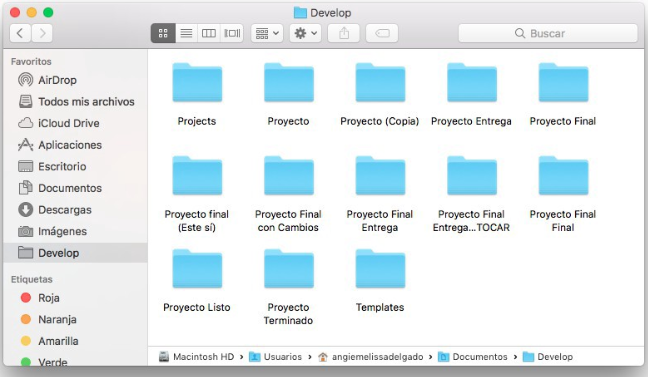 Develop
Buscar
Favoritos
AirDrop
Todos mis archivos
iCloud Drive
Aplicaciones
Escritorio
Documentos
Descargas
Imágenes
Develop
Etiquetas
Roja
Naranja
Amarilla
Verde
Projects
Proyecto
Proyecto (Copia)
Proyecto Entrega
Proyecto Final
Proyecto final
(Este sí)
Proyecto Final
con Cambios
Proyecto Final
Entrega
Proyecto Final
Entrega...TOCAR
Proyecto Final
Final
Proyecto Listo
Proyecto
Terminado
Templates
Macintosh HD › Usuarios › angiemelissadelgado › Documentos › Develop